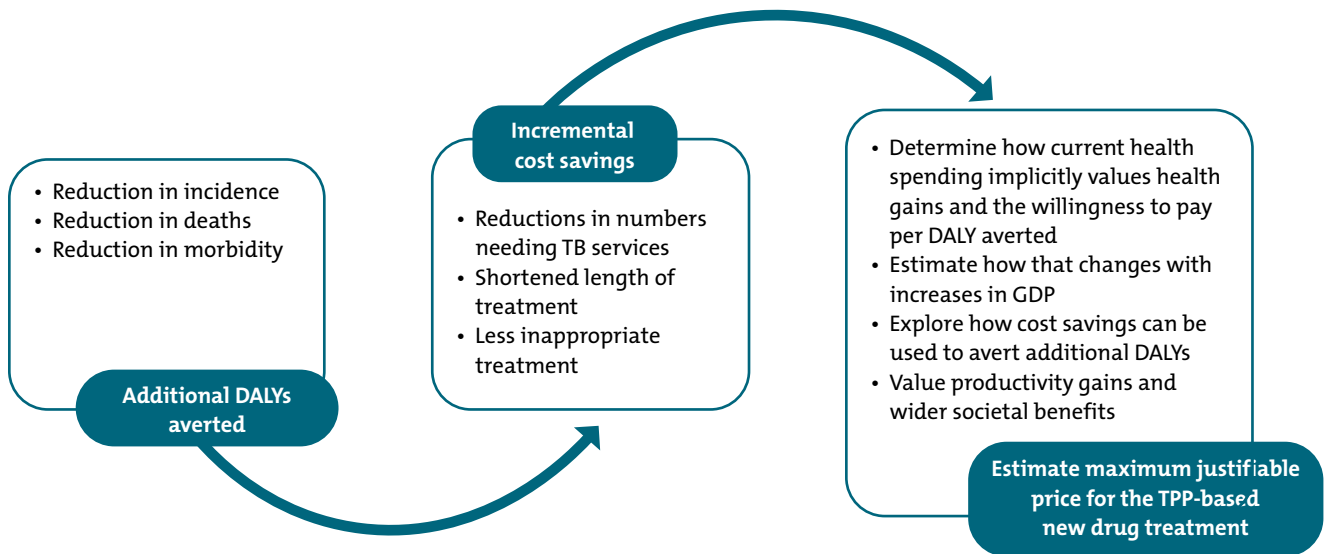 • Reduction in incidence
• Reduction in deaths
• Reduction in morbidity
Additional DALYs
averted
Incremental
cost savings
• Reductions in numbers
needing TB services
• Shortened length of
treatment
• Less inappropriate
treatment
• Determine how current health
spending implicitly values health
gains and the willingness to pay
per DALY averted
• Estimate how that changes with
increases in GDP
• Explore how cost savings can be
used to avert additional DALYs
• Value productivity gains and
wider societal benefits
Estimate maximum justifiable
price for the TPP-based
new drug treatment